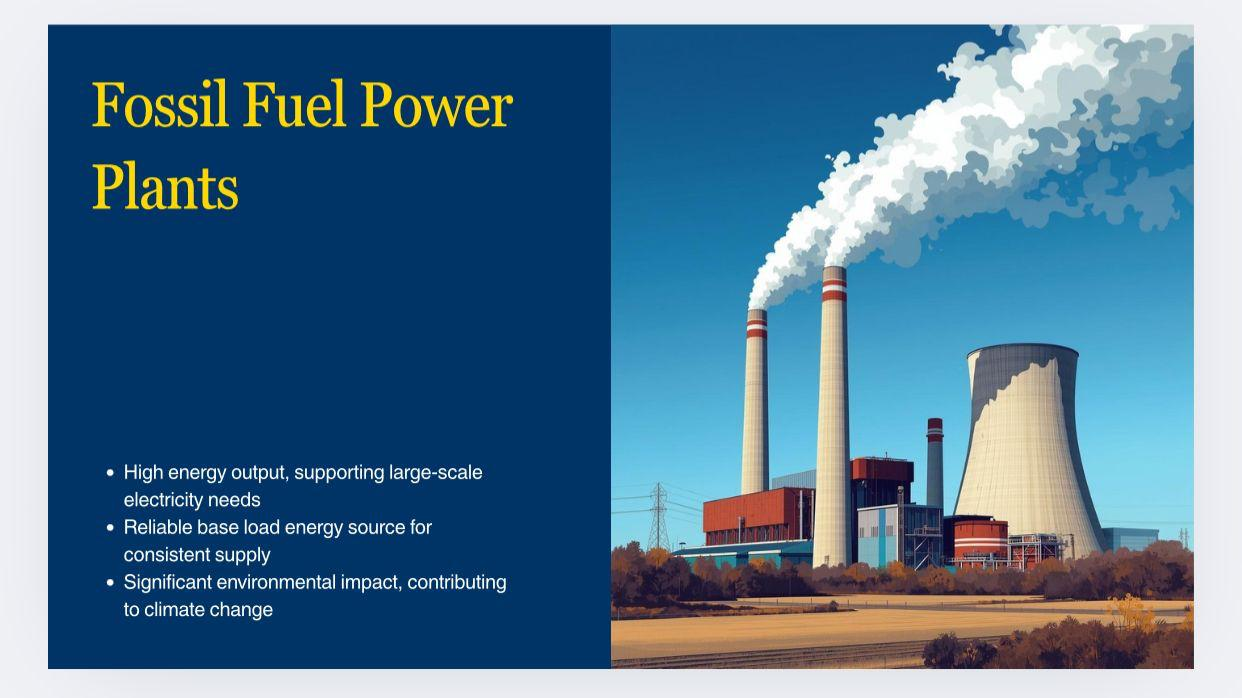 Fossil Fuel Power
Plants
• High energy output, supporting large-scale
electricity needs
• Reliable base load energy source for
consistent supply
• Significant environmental impact, contributing
to climate change